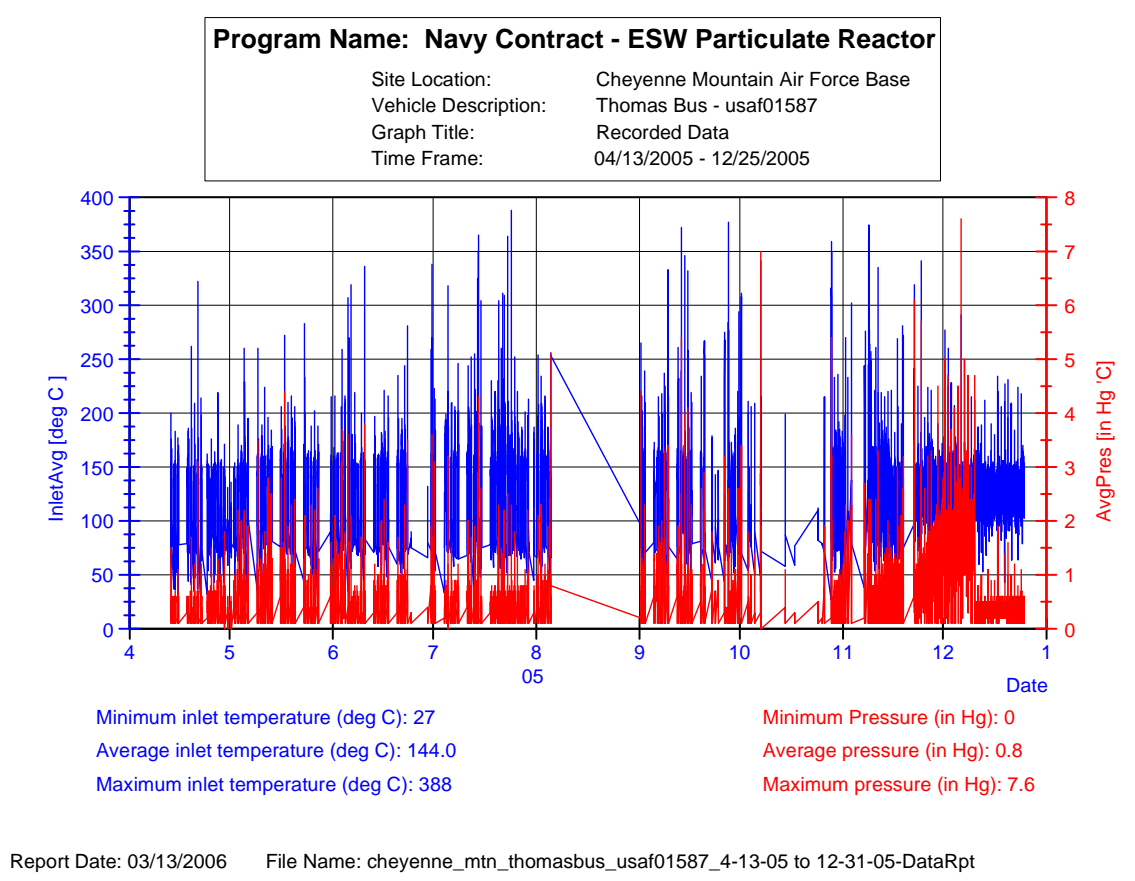 Program Name: Navy Contract - ESW Particulate Reactor
Site Location: Cheyenne Mountain Air Force Base
Vehicle Description: Thomas Bus - usaf01587
Graph Title: Recorded Data
Time Frame: 04/13/2005 - 12/25/2005
400
350
300
250
200
150
100
50
0
InletAvg [deg C ]
8
7
6
5
4
3
2
1
0
AvgPres [in Hg 'C]
4 5 6 7 8 9 10 11 12 1
05
Date
Minimum inlet temperature (deg C): 27
Average inlet temperature (deg C): 144.0
Maximum inlet temperature (deg C): 388
Minimum Pressure (in Hg): 0
Average pressure (in Hg): 0.8
Maximum pressure (in Hg): 7.6
Report Date: 03/13/2006 File Name: cheyenne_mtn_thomasbus_usaf01587_4-13-05 to 12-31-05-DataRpt